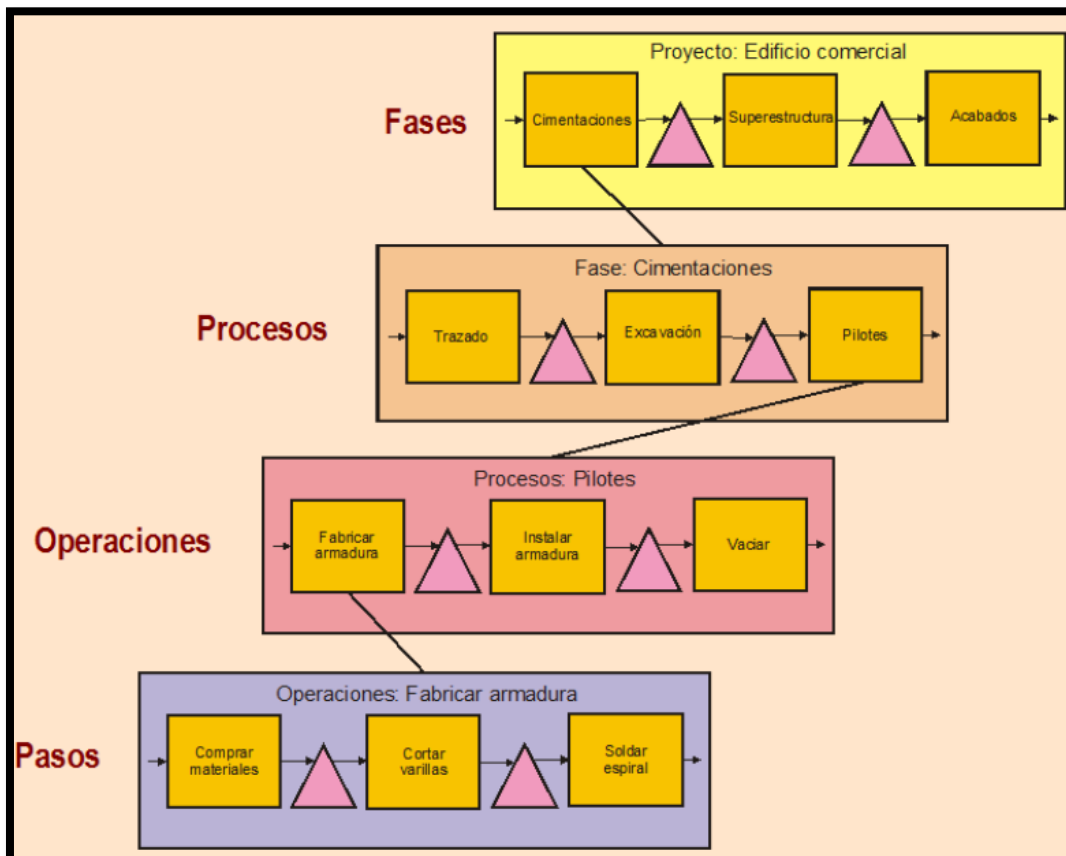 Proyecto: Edificio comercial
Fases
Cimentaciones
Superestructura
Acabados
Fase: Cimentaciones
Procesos
Trazado
Excavación
Pilotes
Procesos: Pilotes
Operaciones
Fabricar
armadura
Instalar
armadura
Vaciar
Operaciones: Fabricar armadura
Pasos
Comprar
materiales
Cortar
varillas
Soldar
espiral